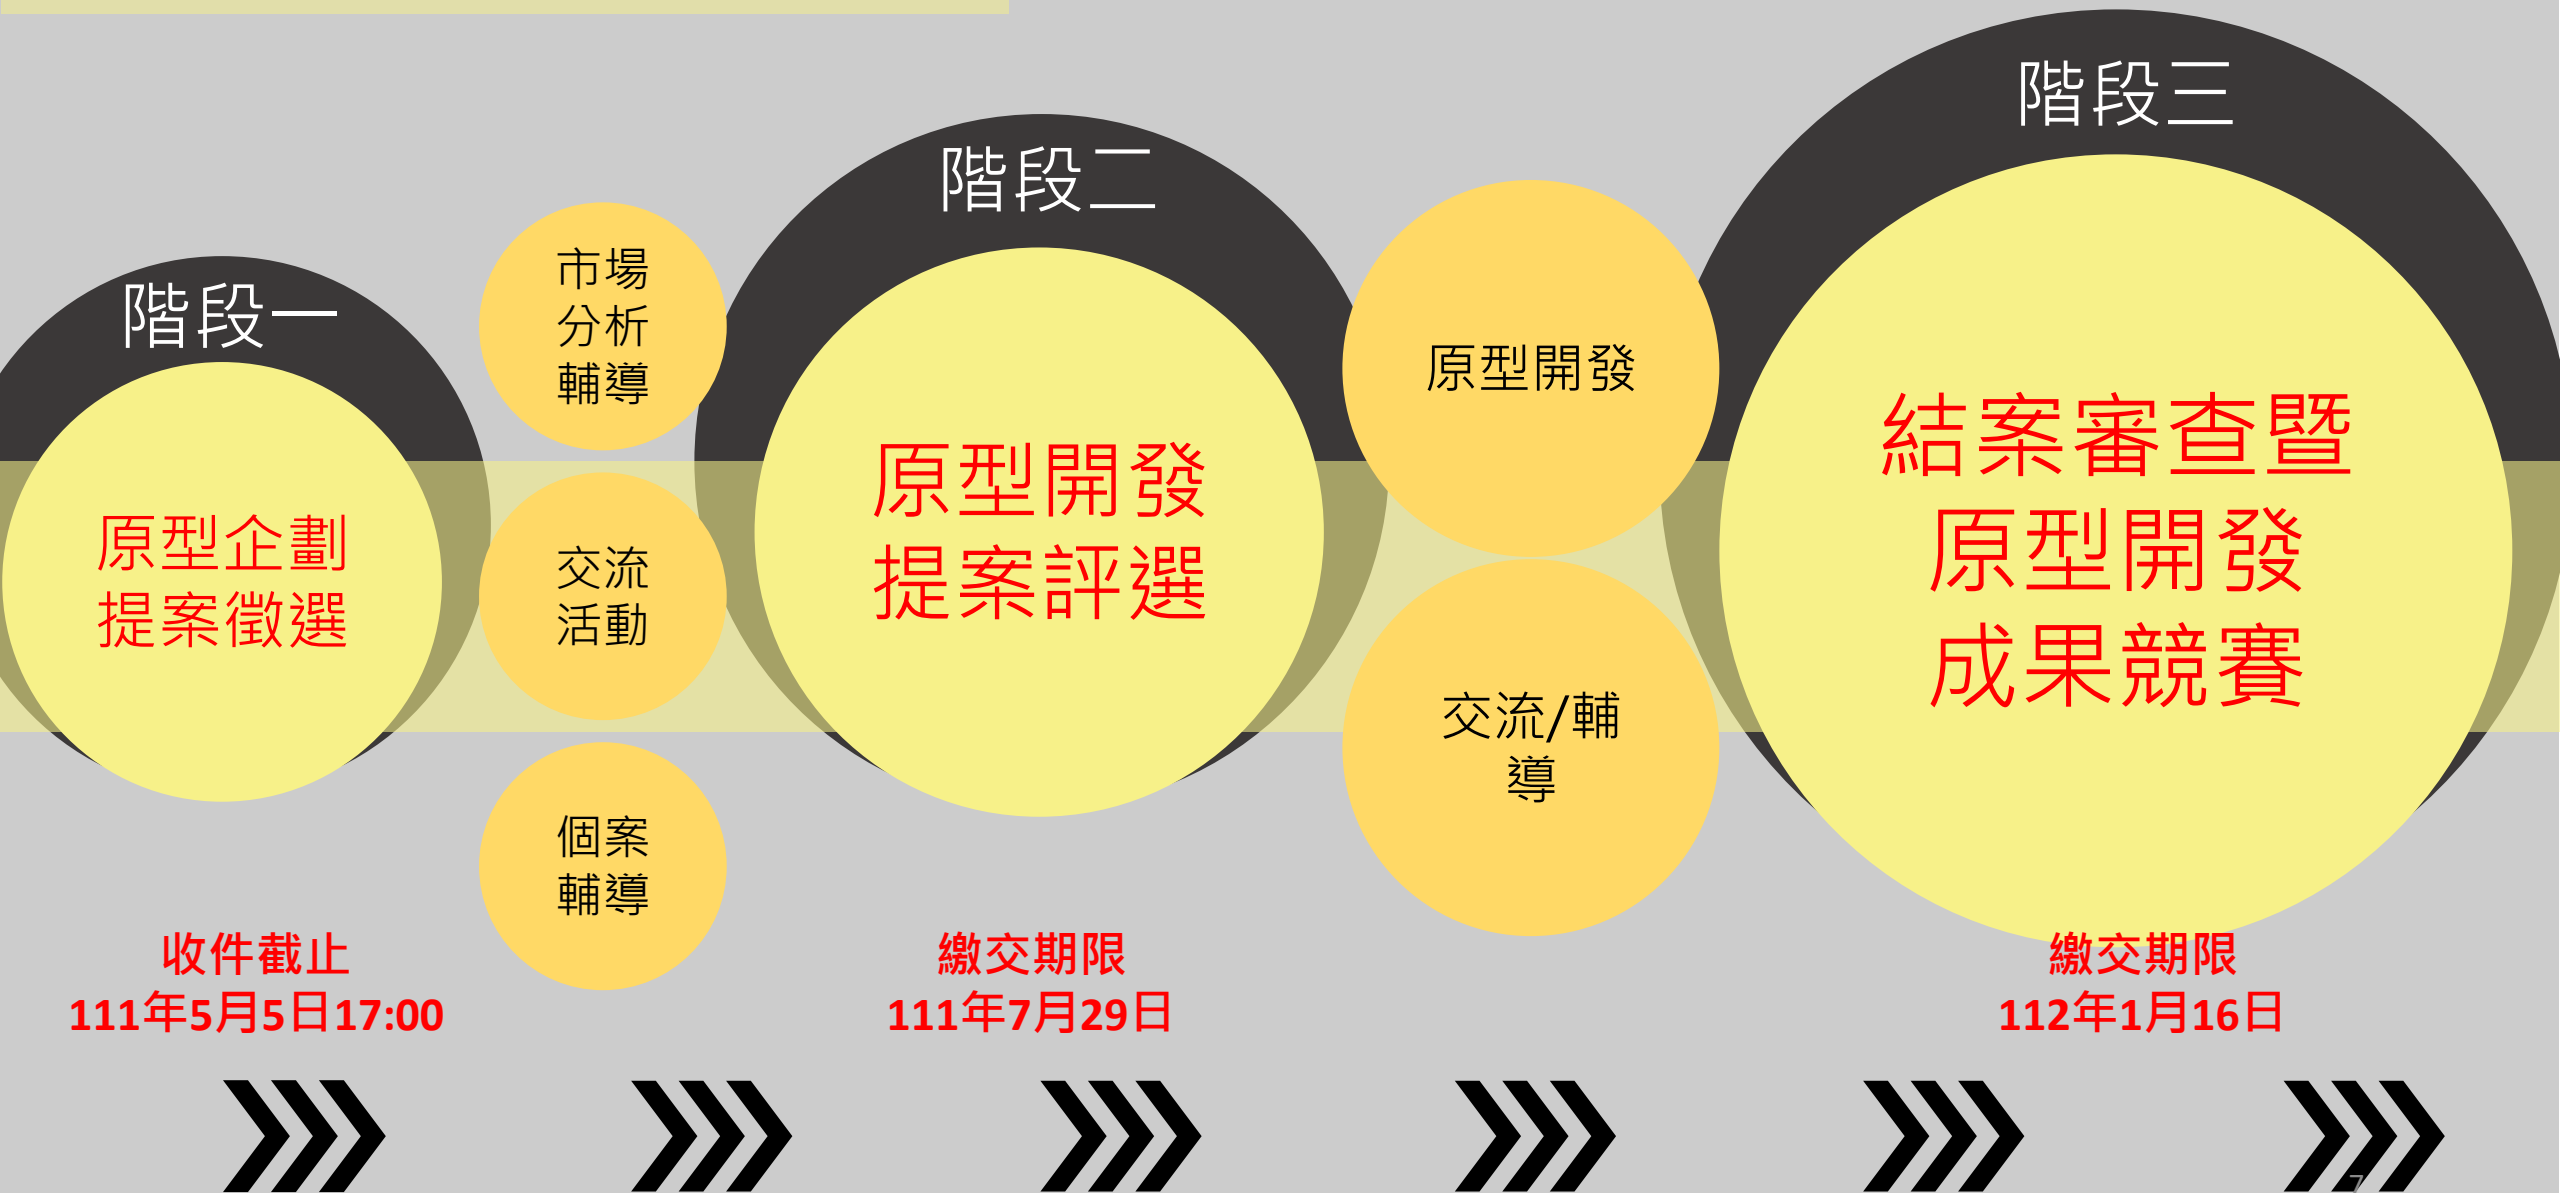 階段一
原型企劃
提案徵選
收件截止
111年5月5日17:00
市場
分析
輔導
交流
活動
個案
輔導
階段二
原型開發
提案評選
繳交期限
111年7月29日
原型開發
交流/輔
導
階段三
結案審查暨
原型開發
成果競賽
繳交期限
112年1月16日
7